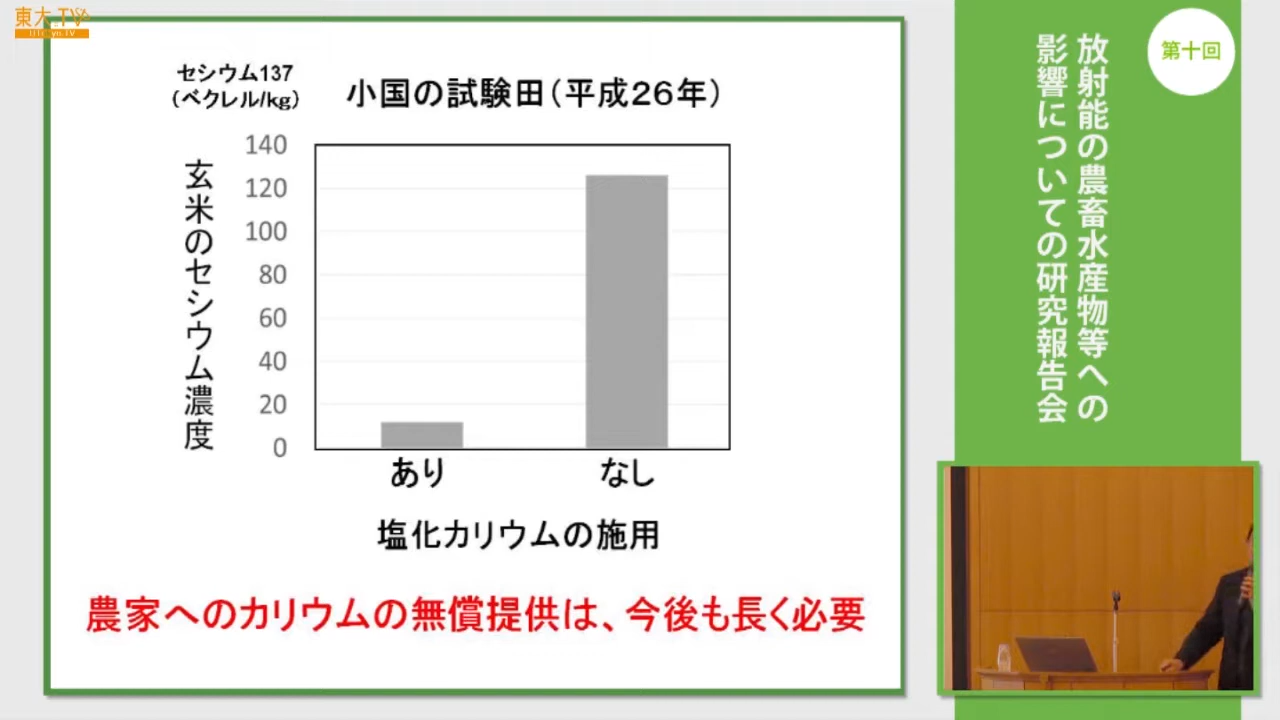 東大TV
UTokyo.TV
セシウム137
（ベクレル/kg）
小国の試験田（平成２６年）
玄米のセシウム濃度
140
120
100
80
60
40
20
0
あり
なし
塩化カリウムの施用
農家へのカリウムの無償提供は、今後も長く必要
第十回
放射能の農畜水産物等への
影響についての研究報告会